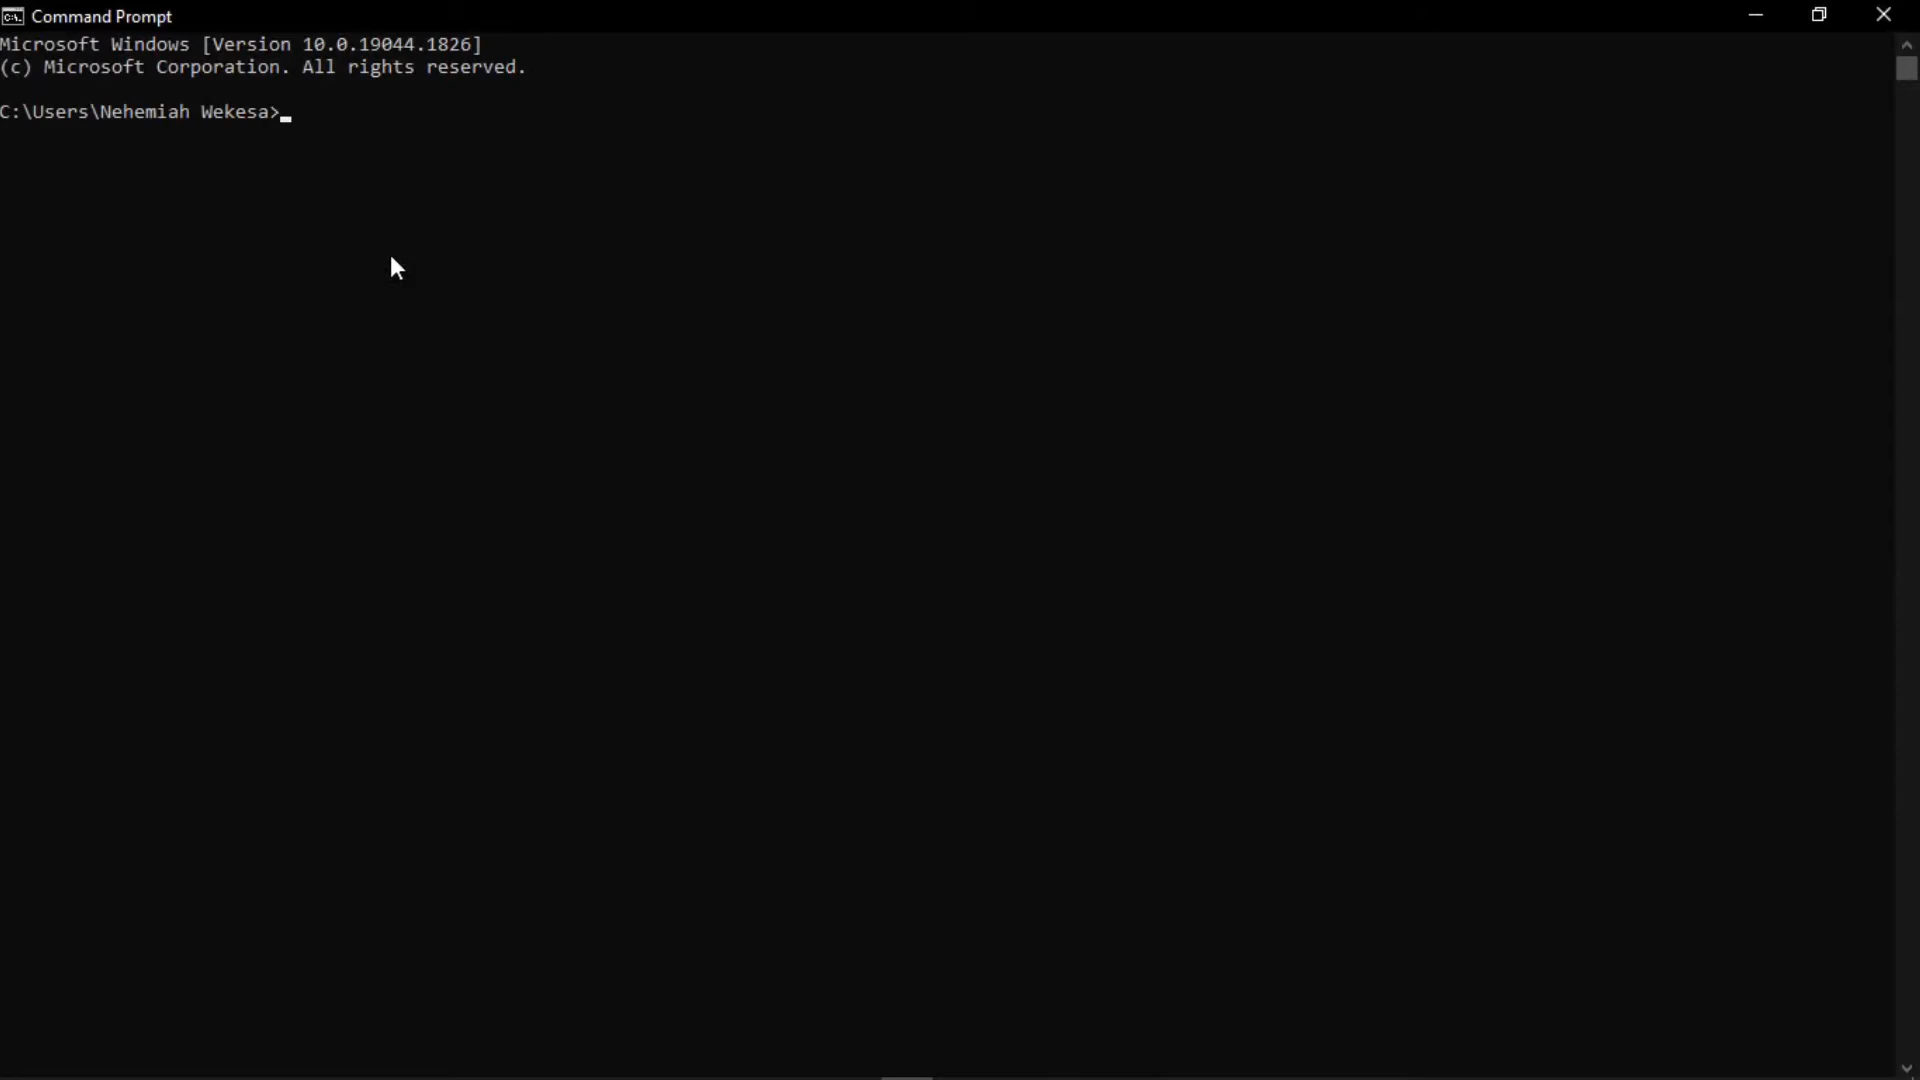 Command Prompt
Microsoft Windows [Version 10.0.19044.1826]
(c) Microsoft Corporation. All rights reserved.
C:\Users\Nehemiah Wekesa>